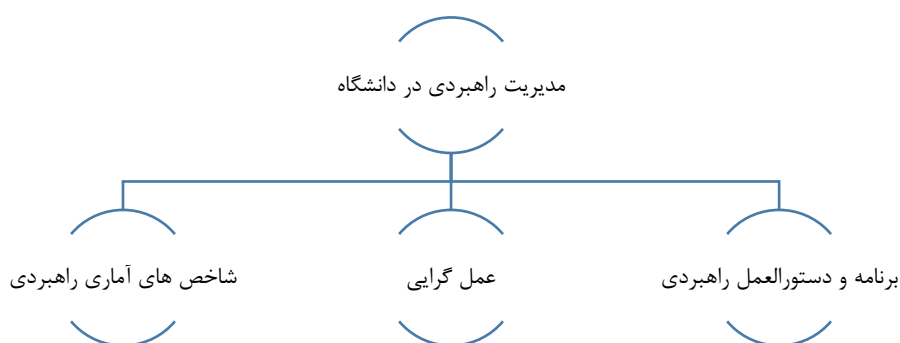 مدیریت راهبردی در دانشگاه
برنامه و دستورالعمل راهبردی
عمل گرایی
شاخص های آماری راهبردی